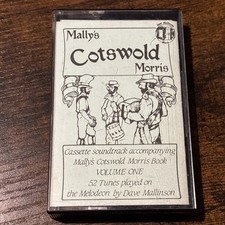 Mally's
Cotswold
Morris
Cassette soundtrack accompanying
Mally's Cotswold Morris Book
VOLUME ONE
52 Tunes played on
the Melodeon by Dave Mallinson